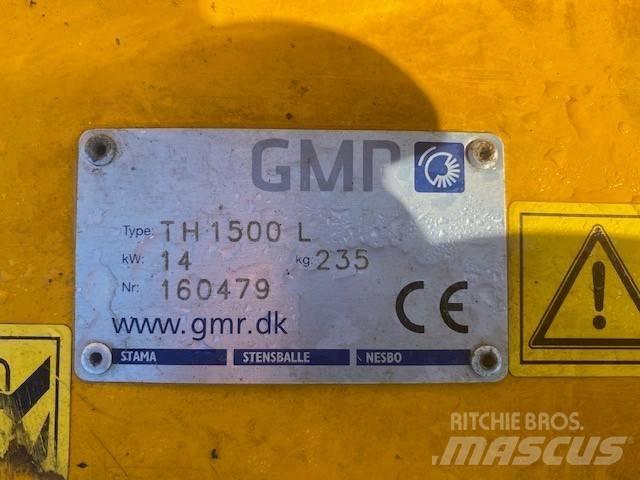 GMR
Type: TH 1500 L
kW: 14 kg: 235
Nr: 160479
www.gmr.dk
STAMA STENSBALLE NESBO
RITCHIE BROS.
MASCUS